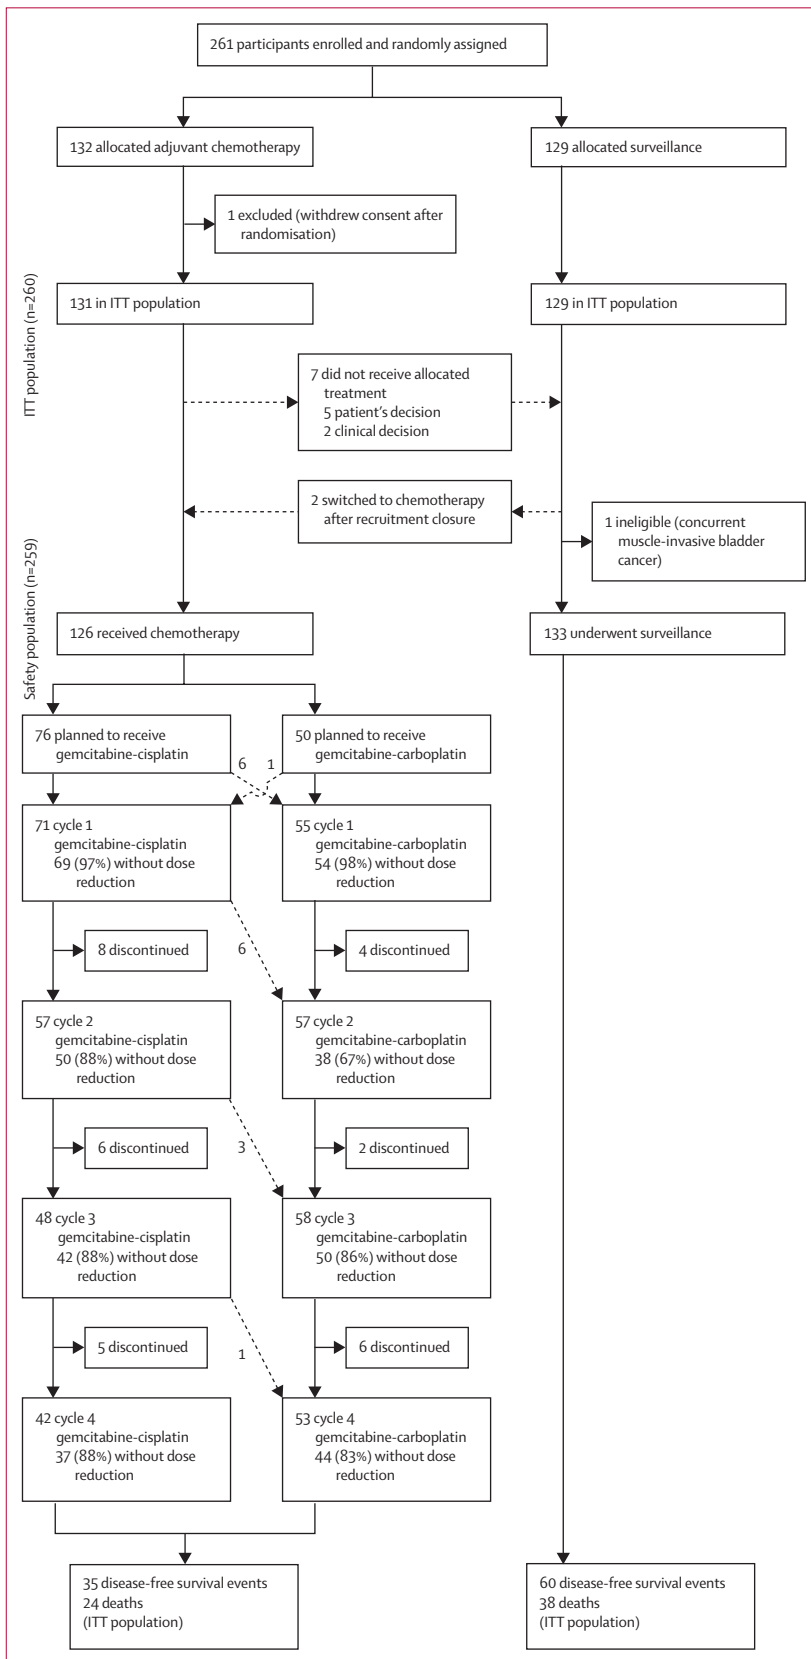 261 participants enrolled and randomly assigned
132 allocated adjuvant chemotherapy
129 allocated surveillance
1 excluded (withdrew consent after
randomisation)
ITT population (n=260)
131 in ITT population
129 in ITT population
7 did not receive allocated
treatment
5 patient's decision
2 clinical decision
2 switched to chemotherapy
after recruitment closure
1 ineligible (concurrent
muscle-invasive bladder
cancer)
Safety population (n=259)
126 received chemotherapy
133 underwent surveillance
76 planned to receive
gemcitabine-cisplatin
50 planned to receive
gemcitabine-carboplatin
6
1
71 cycle 1
gemcitabine-cisplatin
69 (97%) without dose
reduction
55 cycle 1
gemcitabine-carboplatin
54 (98%) without dose
reduction
8 discontinued
6
4 discontinued
57 cycle 2
gemcitabine-cisplatin
50 (88%) without dose
reduction
57 cycle 2
gemcitabine-carboplatin
38 (67%) without dose
reduction
6 discontinued
3
2 discontinued
48 cycle 3
gemcitabine-cisplatin
42 (88%) without dose
reduction
58 cycle 3
gemcitabine-carboplatin
50 (86%) without dose
reduction
5 discontinued
1
6 discontinued
42 cycle 4
gemcitabine-cisplatin
37 (88%) without dose
reduction
53 cycle 4
gemcitabine-carboplatin
44 (83%) without dose
reduction
35 disease-free survival events
24 deaths
(ITT population)
60 disease-free survival events
38 deaths
(ITT population)